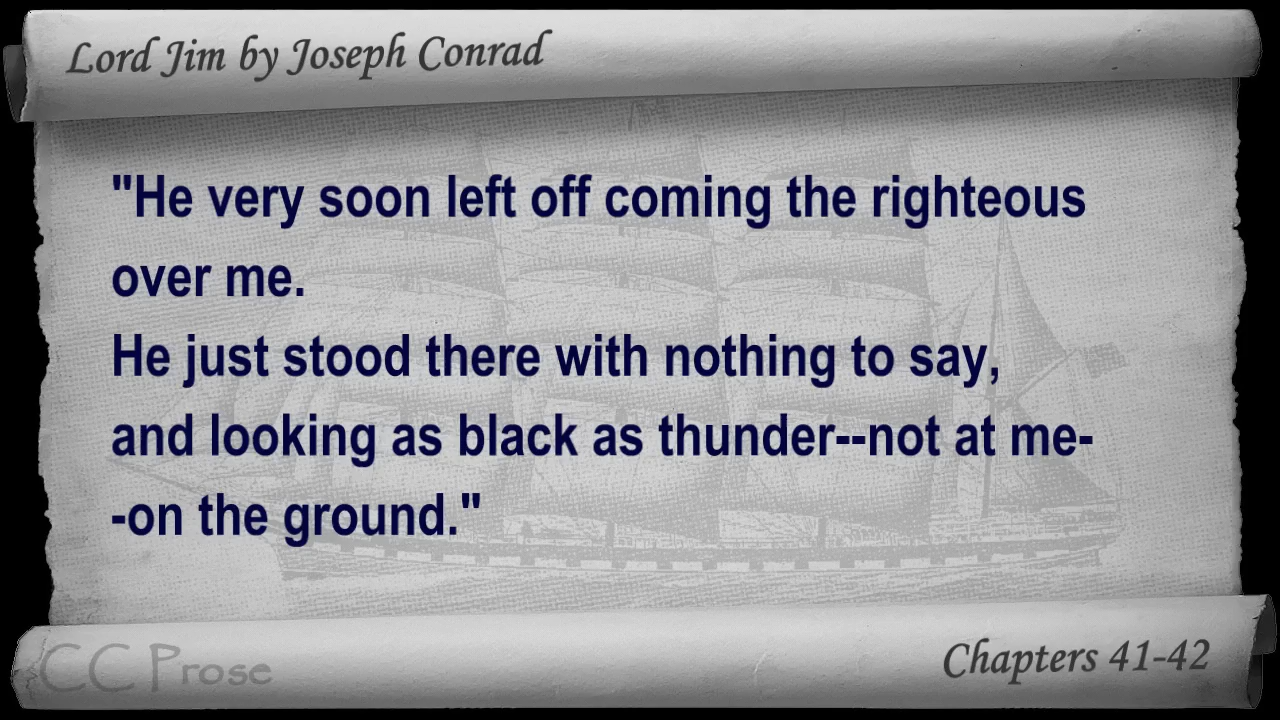 Lord Jim by Joseph Conrad
"He very soon left off coming the righteous
over me.
He just stood there with nothing to say,
and looking as black as thunder--not at me-
-on the ground."
CC Prose
Chapters 41-42